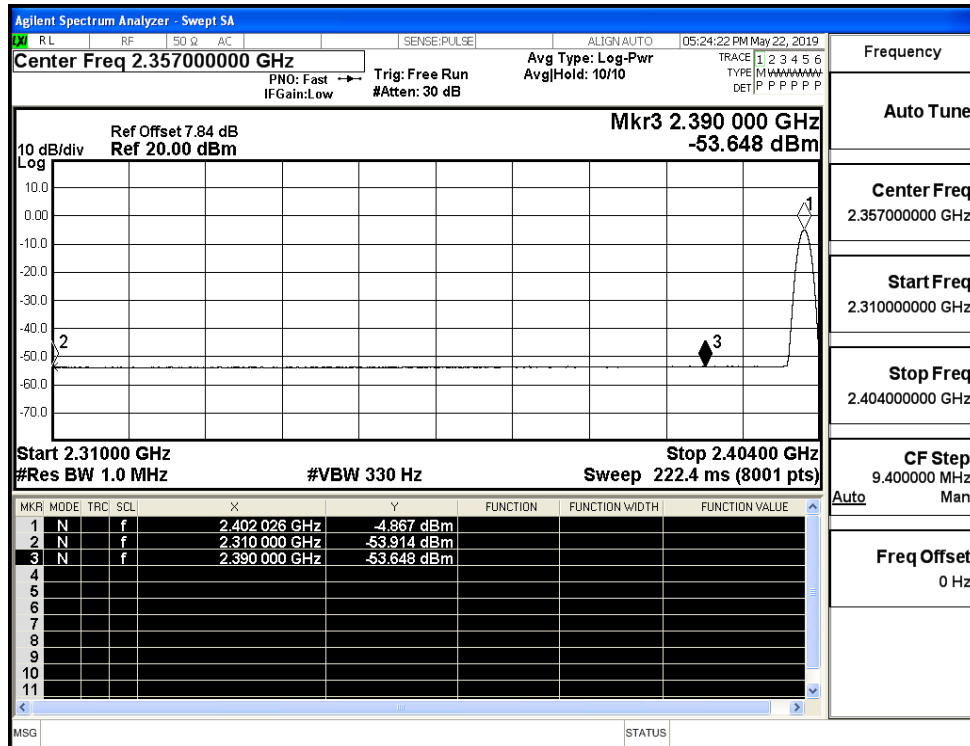 Agilent Spectrum Analyzer - Swept SA
LXI RL RF 50 Ω AC SENSE:PULSE ALIGN AUTO 05:24:22 PM May 22, 2019
Center Freq 2.357000000 GHz
PNO: Fast
IFGain:Low
Trig: Free Run
#Atten: 30 dB
Avg Type: Log-Pwr
Avg|Hold: 10/10
TRACE 1 2 3 4 5 6
TYPE M W W W W W
DET P P P P P P
Ref Offset 7.84 dB
Ref 20.00 dBm
Mkr3 2.390 000 GHz
-53.648 dBm
10 dB/div
Log
10.0
0.00
-10.0
-20.0
-30.0
-40.0
-50.0
-60.0
-70.0
1
2
3
Start 2.31000 GHz Stop 2.40400 GHz
#Res BW 1.0 MHz #VBW 330 Hz Sweep 222.4 ms (8001 pts)
MKR MODE TRC SCL X Y FUNCTION FUNCTION WIDTH FUNCTION VALUE
1 N f 2.402 026 GHz -4.867 dBm
2 N f 2.310 000 GHz -53.914 dBm
3 N f 2.390 000 GHz -53.648 dBm
4
5
6
7
8
9
10
11
MSG STATUS
Frequency
Auto Tune
Center Freq
2.357000000 GHz
Start Freq
2.310000000 GHz
Stop Freq
2.404000000 GHz
CF Step
9.400000 MHz
Auto Man
Freq Offset
0 Hz